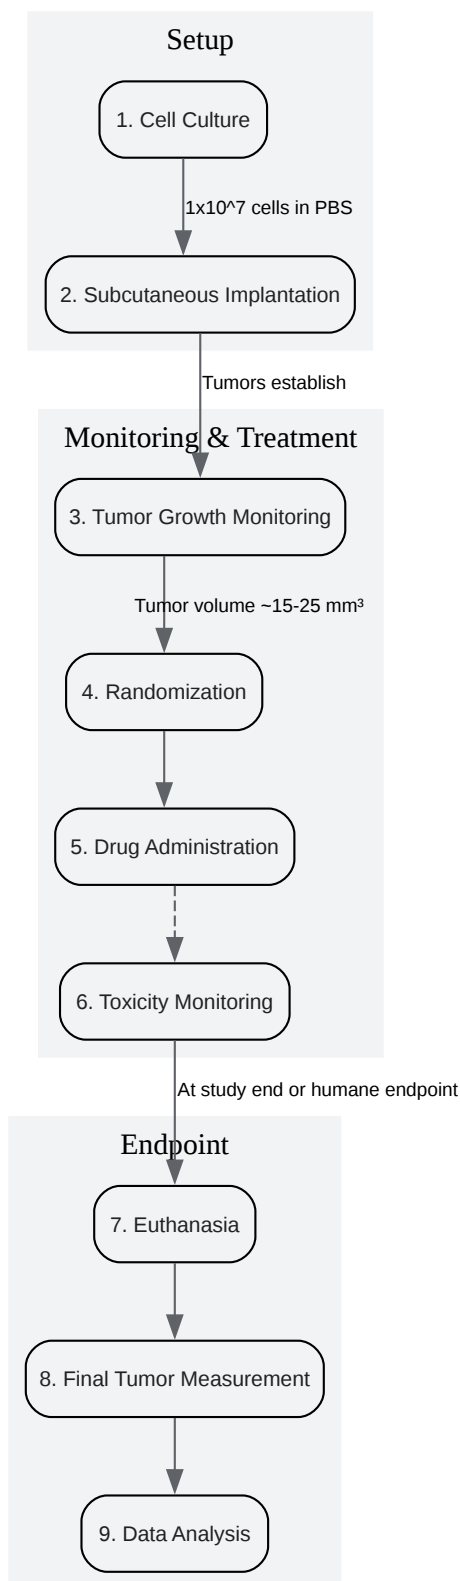 Setup
1. Cell Culture
1x10^7 cells in PBS
2. Subcutaneous Implantation
Tumors establish
Monitoring & Treatment
3. Tumor Growth Monitoring
Tumor volume ~15-25 mm³
4. Randomization
5. Drug Administration
6. Toxicity Monitoring
At study end or humane endpoint
Endpoint
7. Euthanasia
8. Final Tumor Measurement
9. Data Analysis